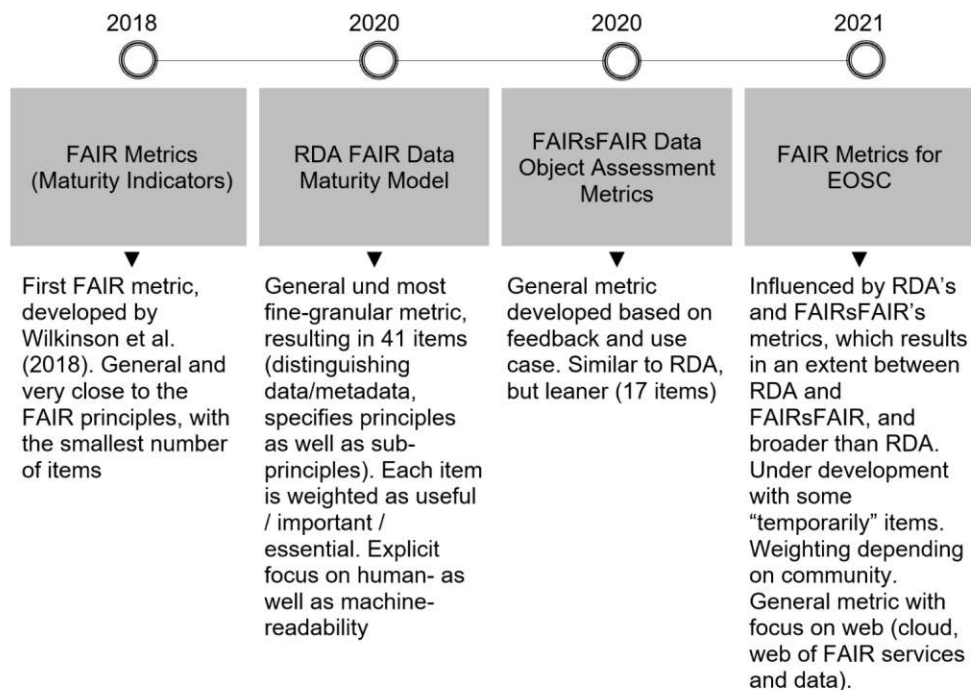 2018
2020
2020
2021
FAIR Metrics
(Maturity Indicators)
RDA FAIR Data
Maturity Model
FAIRsFAIR Data
Object Assessment
Metrics
FAIR Metrics for
EOSC
First FAIR metric,
developed by
Wilkinson et al.
(2018). General and
very close to the
FAIR principles, with
the smallest number
of items
General und most
fine-granular metric,
resulting in 41 items
(distinguishing
data/metadata,
specifies principles
as well as sub-
principles). Each item
is weighted as useful
/ important /
essential. Explicit
focus on human- as
well as machine-
readability
General metric
developed based on
feedback and use
case. Similar to RDA,
but leaner (17 items)
Influenced by RDA's
and FAIRsFAIR's
metrics, which results
in an extent between
RDA and
FAIRsFAIR, and
broader than RDA.
Under development
with some
“temporarily” items.
Weighting depending
on community.
General metric with
focus on web (cloud,
web of FAIR services
and data).